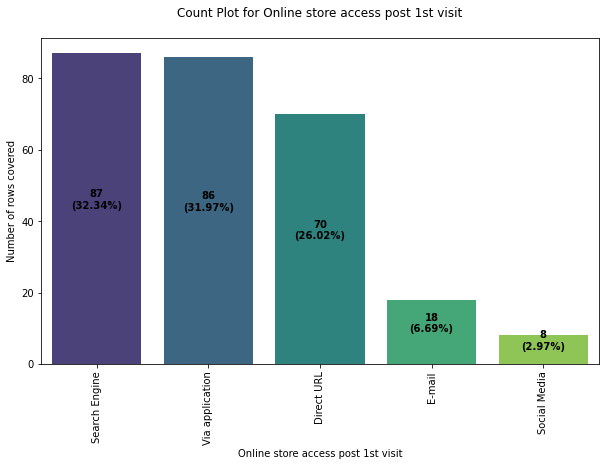 Count Plot for Online store access post 1st visit
Number of rows covered
80
60
40
20
0
87
(32.34%)
86
(31.97%)
70
(26.02%)
18
(6.69%)
8
(2.97%)
Search Engine
Via application
Direct URL
E-mail
Social Media
Online store access post 1st visit